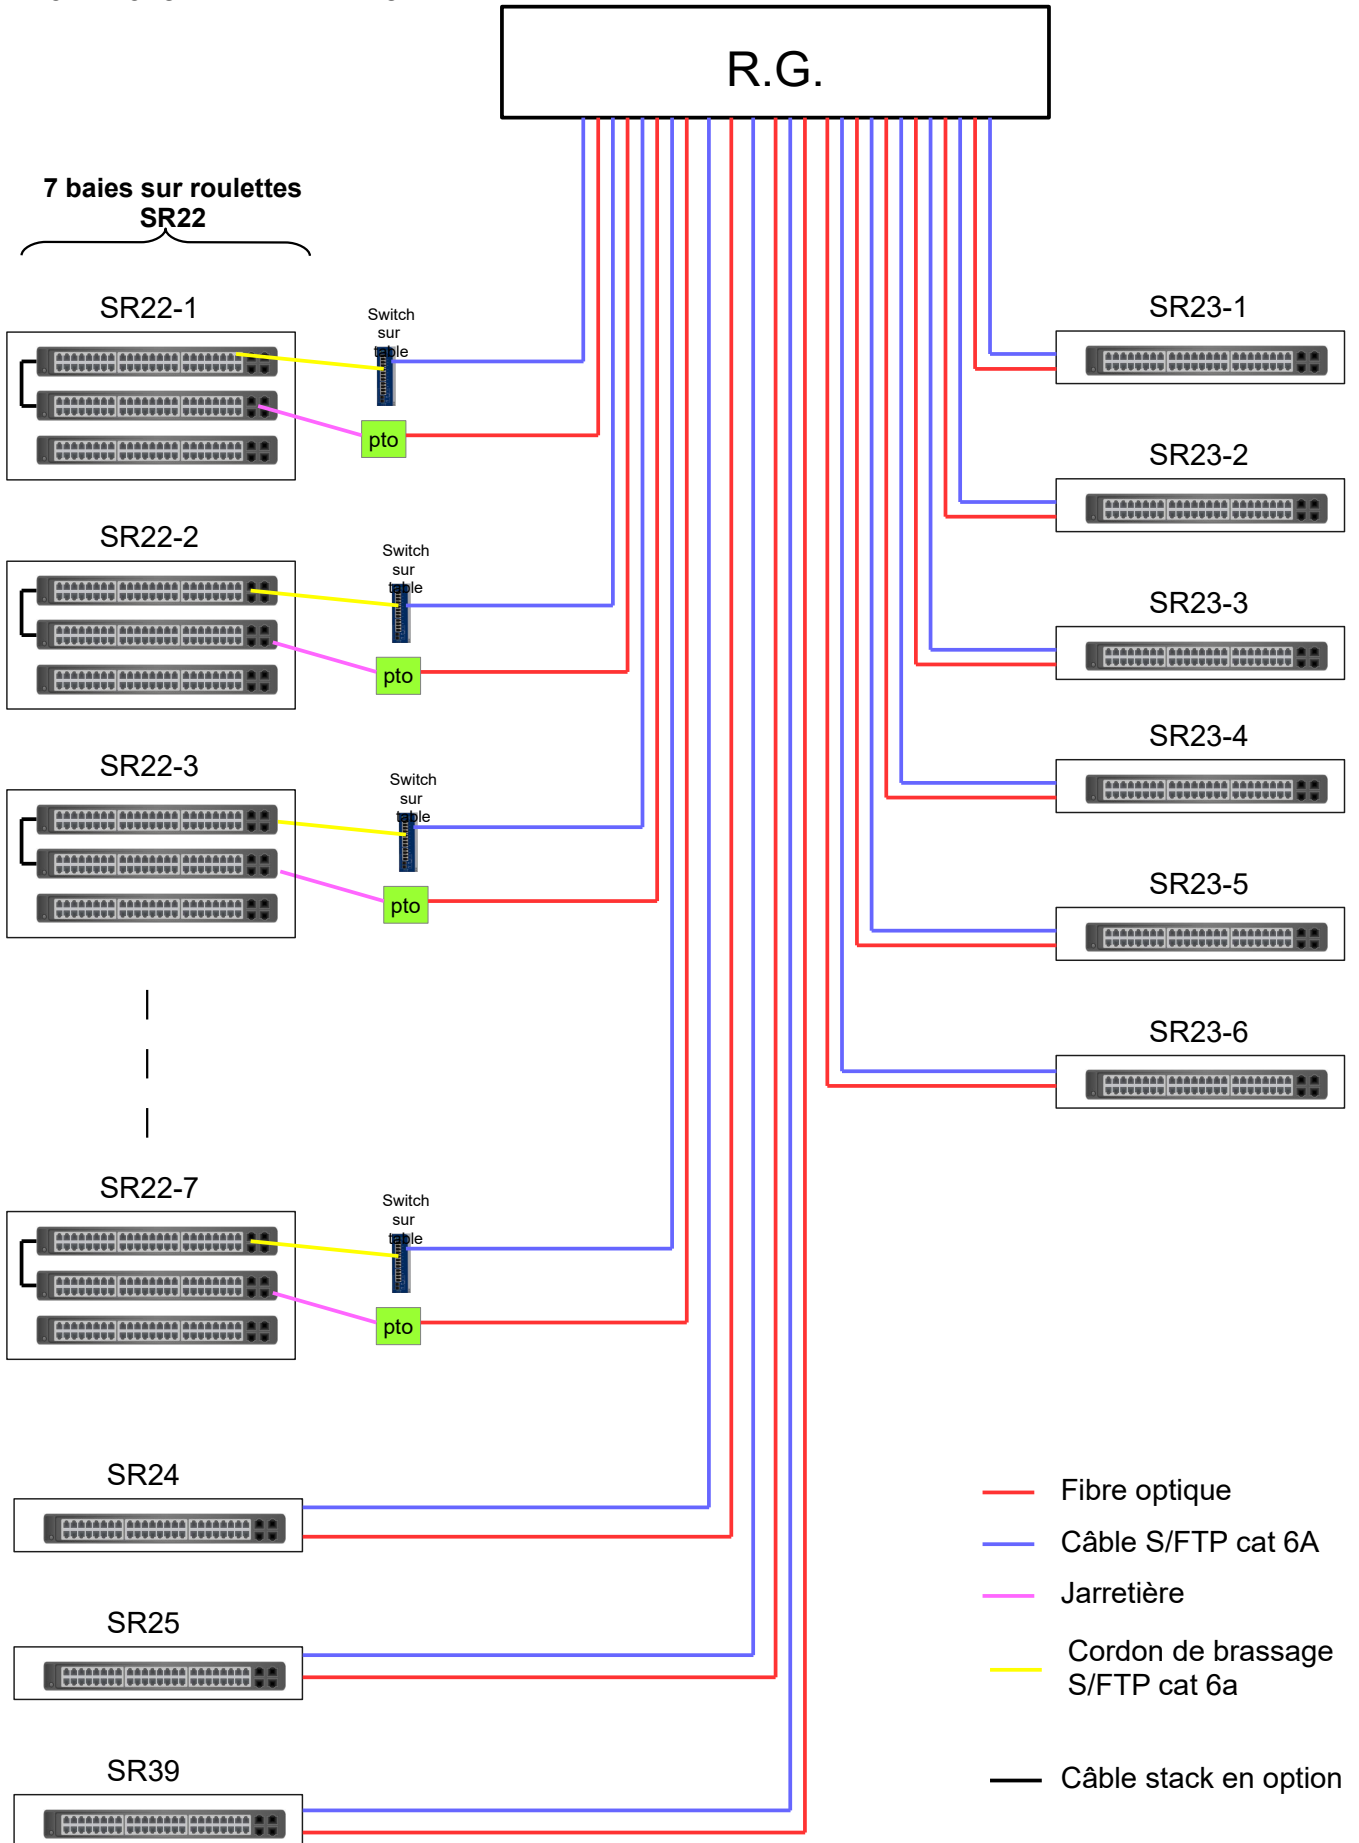 R.G.
7 baies sur roulettes
SR22
SR22-1
Switch
sur
table
pto
SR22-2
Switch
sur
table
pto
SR22-3
Switch
sur
table
pto
SR22-7
Switch
sur
table
pto
SR24
SR25
SR39
SR23-1
SR23-2
SR23-3
SR23-4
SR23-5
SR23-6
Fibre optique
Câble S/FTP cat 6A
Jarretière
Cordon de brassage
S/FTP cat 6a
Câble stack en option